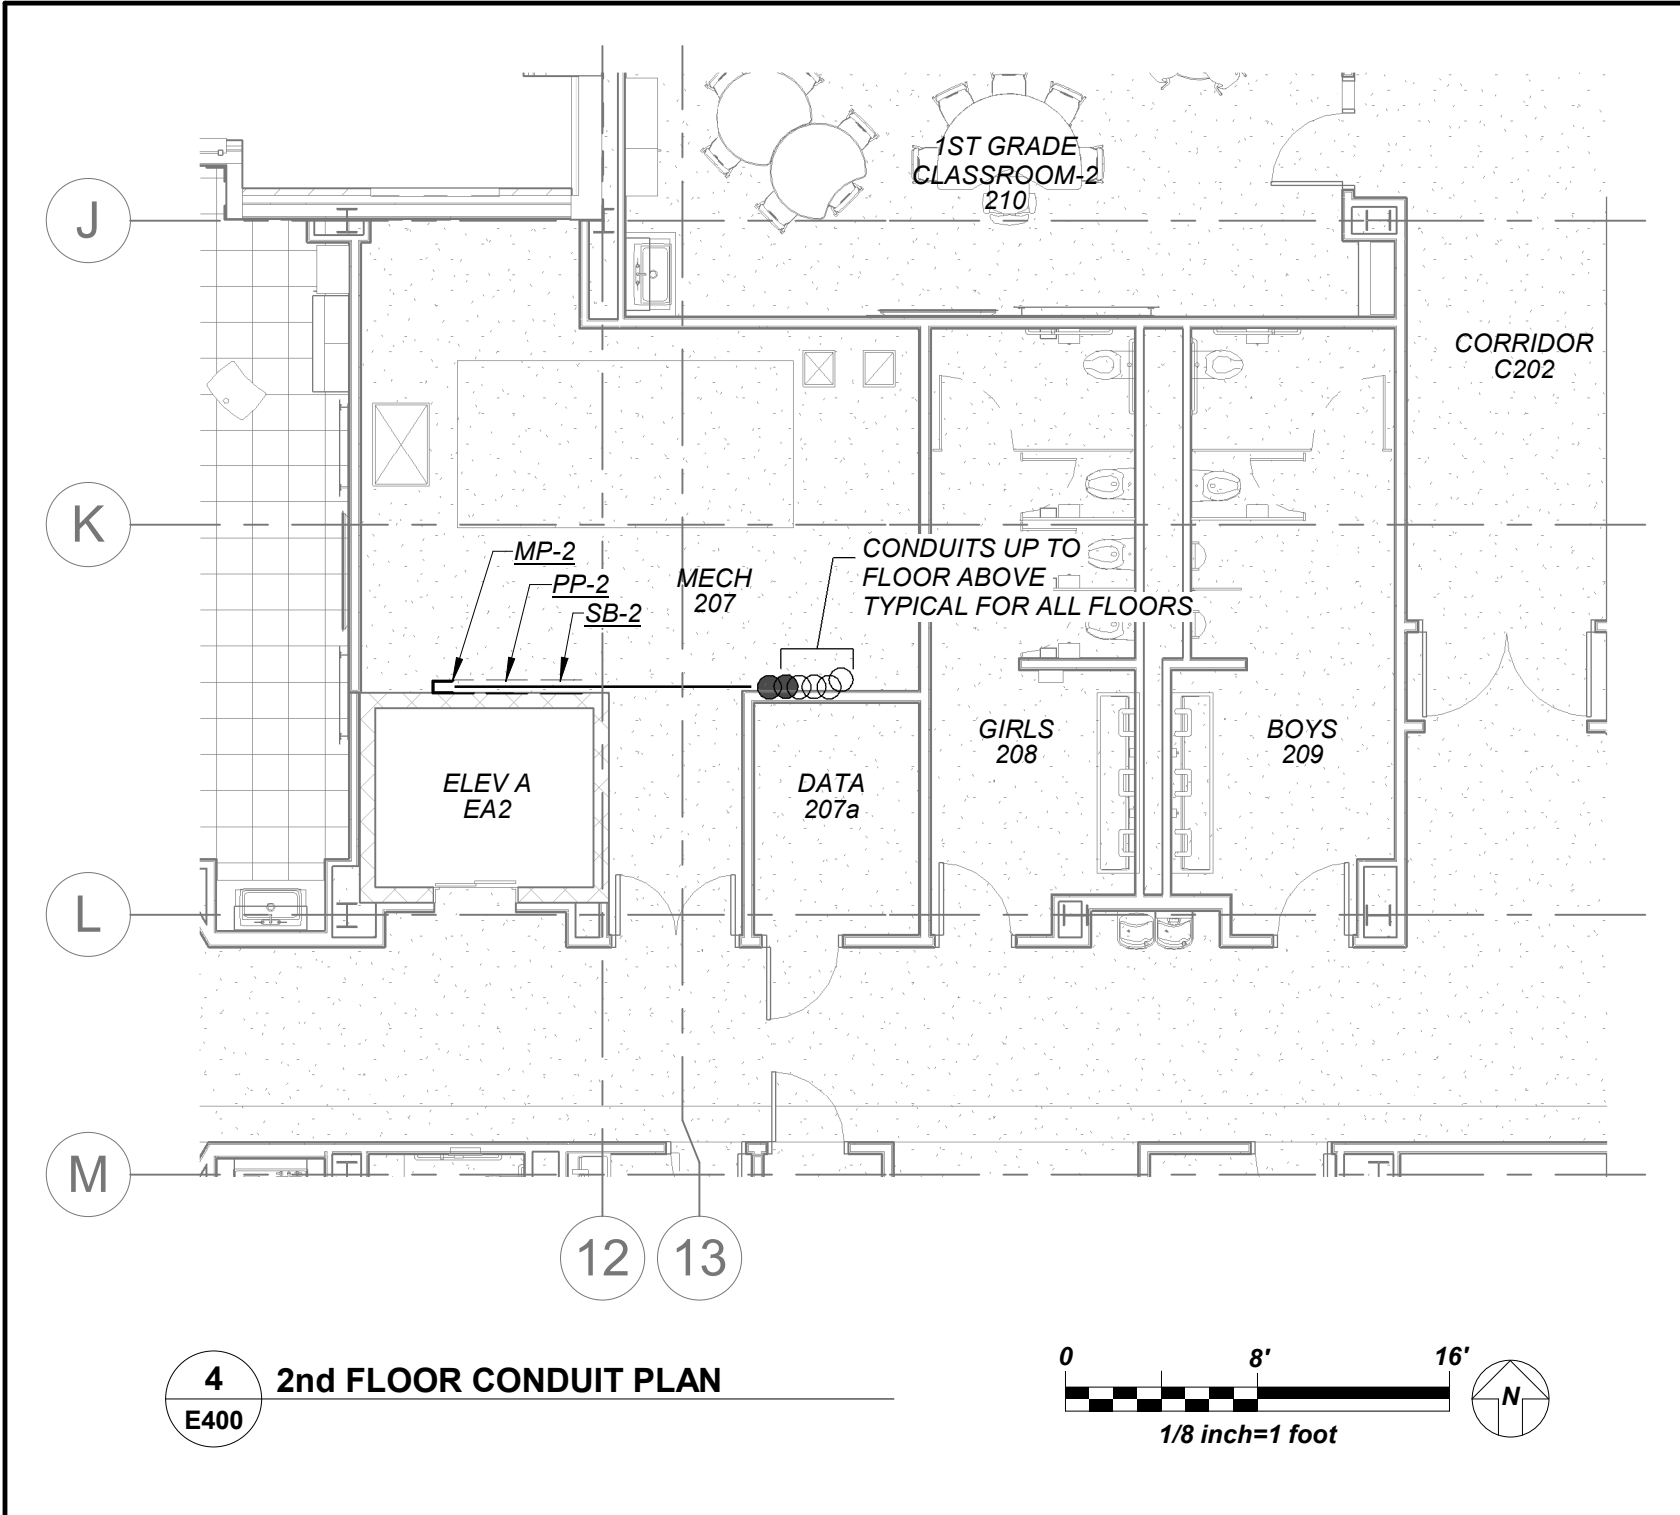 1ST GRADE
CLASSROOM-2
210
J
CORRIDOR
C202
K
MP-2
PP-2
SB-2
MECH
207
CONDUITS UP TO
FLOOR ABOVE
TYPICAL FOR ALL FLOORS
GIRLS
208
BOYS
209
ELEV A
EA2
DATA
207a
L
M
12
13
4
E400
2nd FLOOR CONDUIT PLAN
0
8'
16'
1/8 inch=1 foot
N